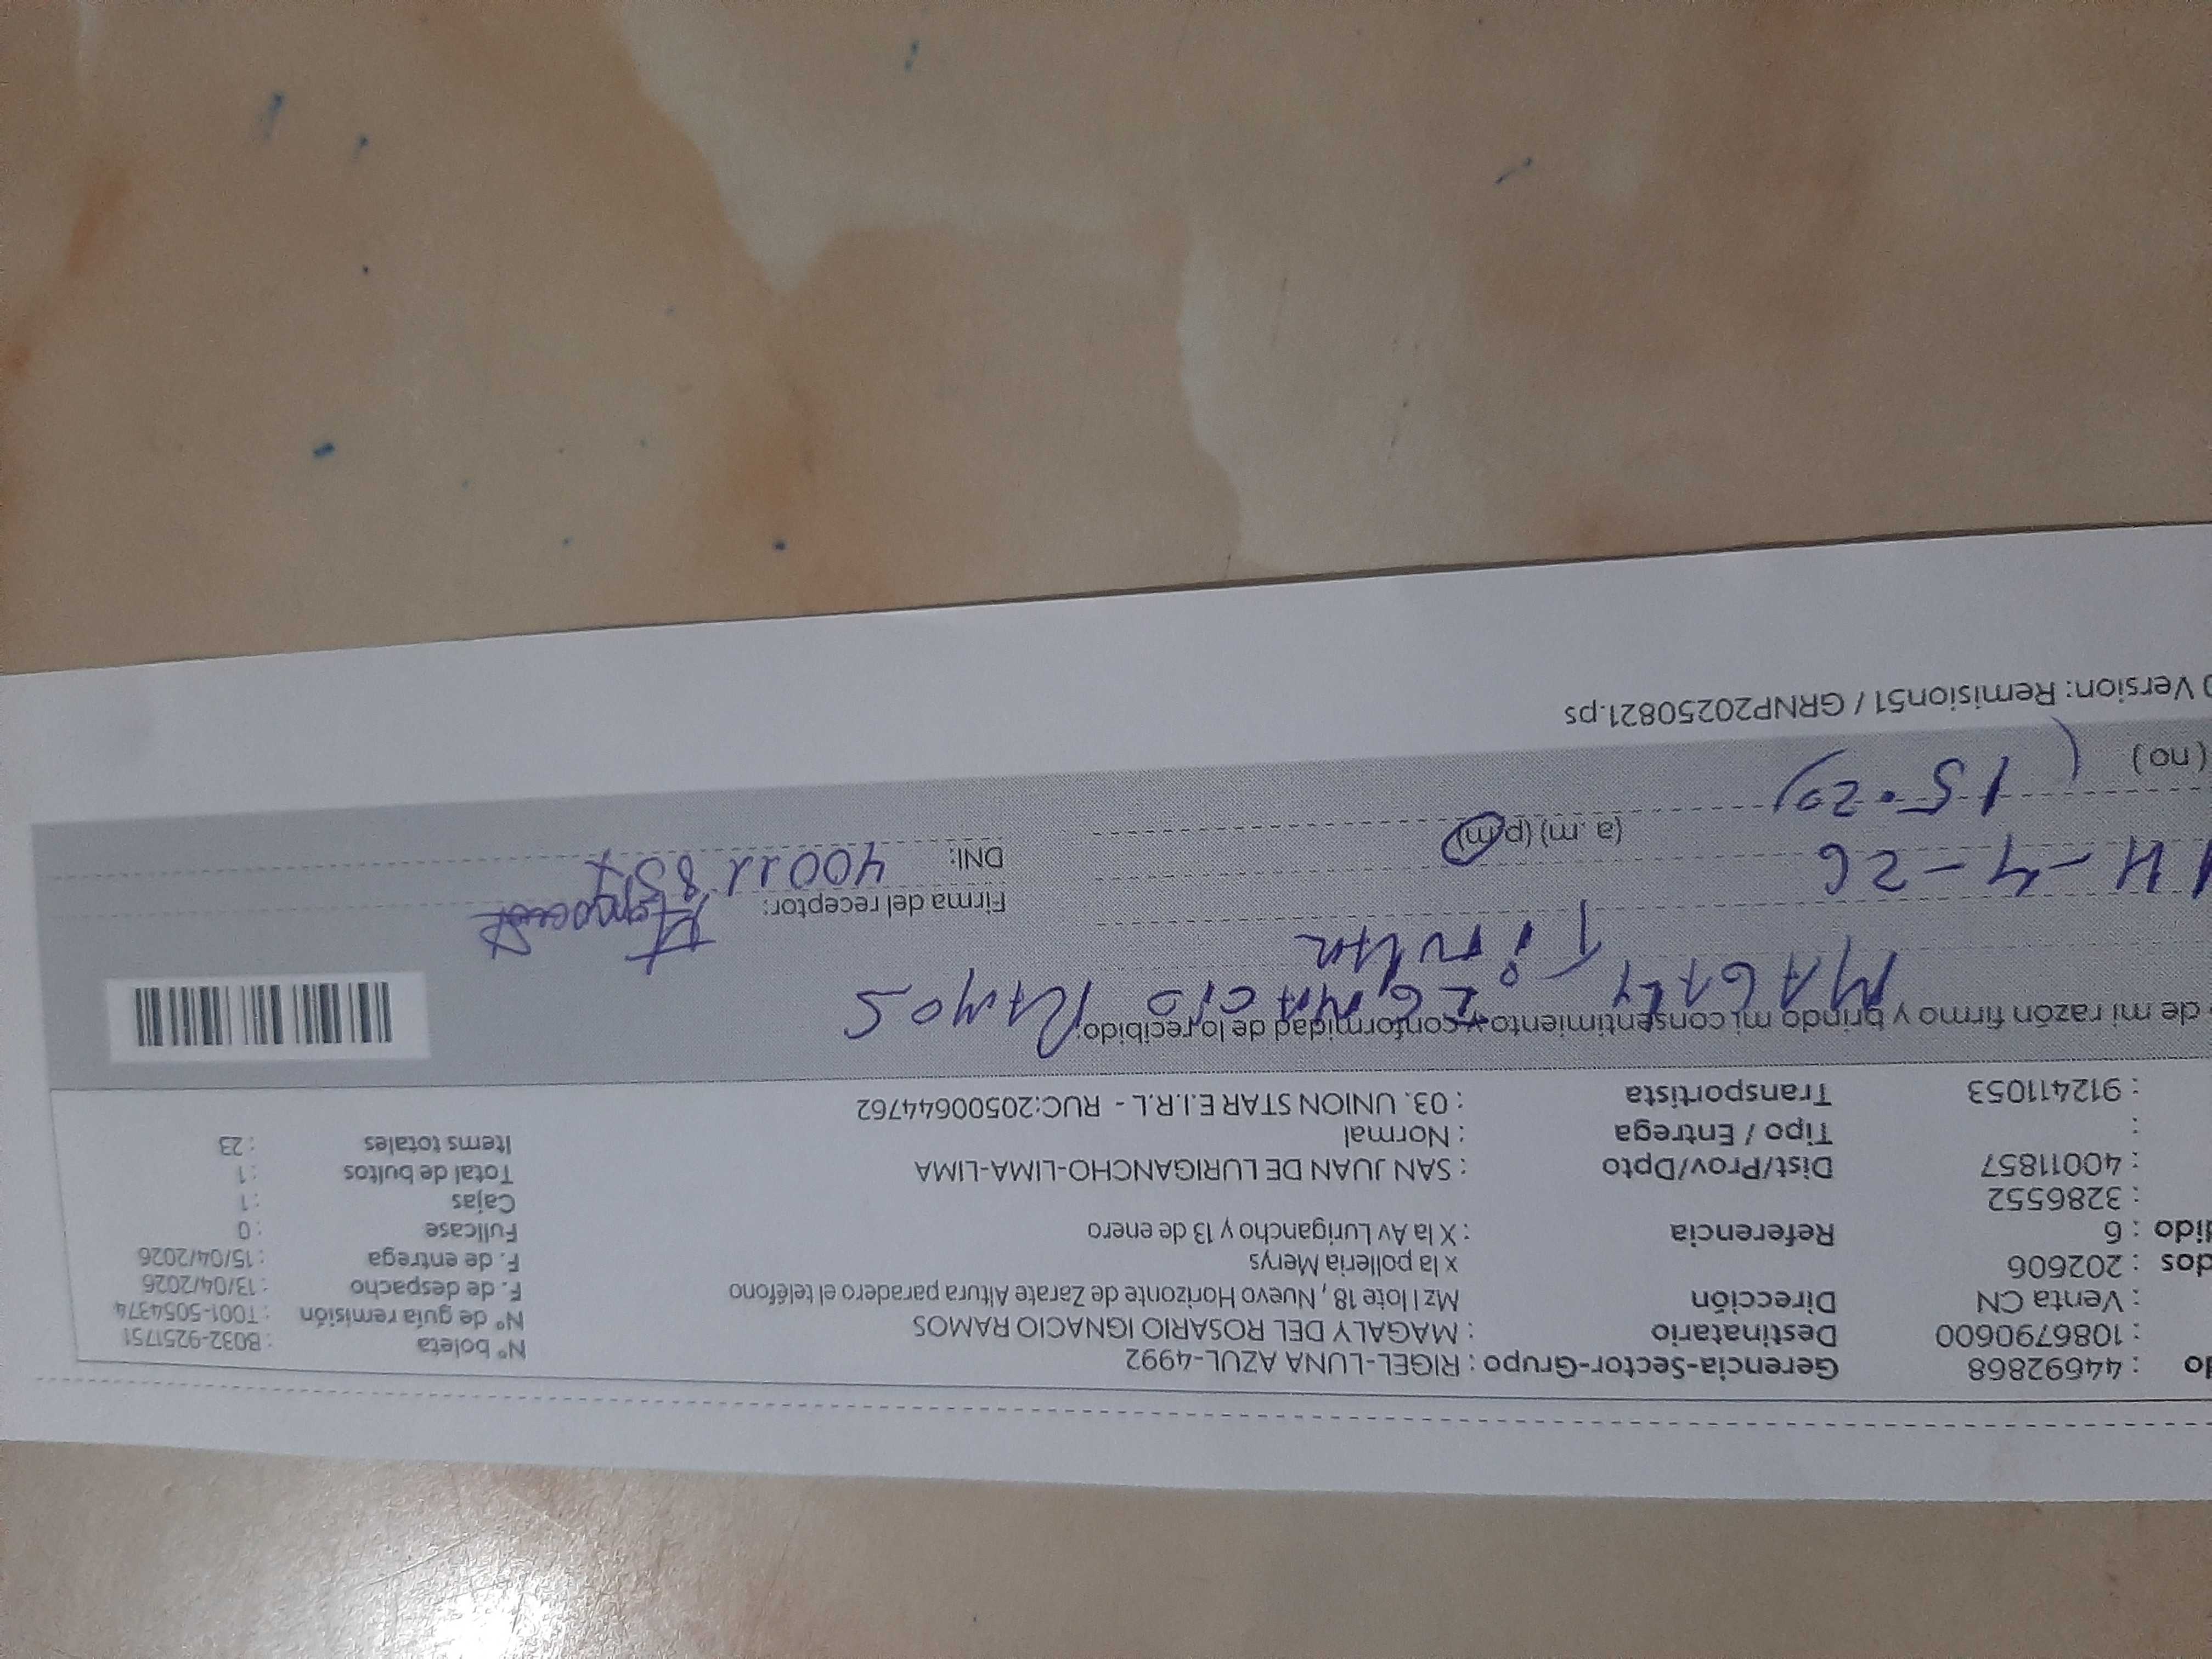 do : 44692868 Gerencia-Sector-Grupo : RIGEL-LUNA AZUL-4992 N° boleta : B032-9251751
: 1086790600 Destinatario : MAGALY DEL ROSARIO IGNACIO RAMOS N° de guía remisión : T001-5054374
: Venta CN Dirección Mz I lote 18 , Nuevo Horizonte de Zarate Altura paradero el teléfono F. de despacho : 13/04/2026
dos : 202606 x la polleria Merys F. de entrega : 15/04/2026
dido : 6 Referencia : X la Av Lurigancho y 13 de enero Fullcase : 0
: 3286552 Cajas : 1
: 40011857 Dist/Prov/Dpto : SAN JUAN DE LURIGANCHO-LIMA-LIMA Total de bultos : 1
: Tipo / Entrega : Normal Items totales : 23
: 912411053 Transportista : 03. UNION STAR E.I.R.L - RUC:20500644762
de mi razón firmo y brindo mi consentimiento y conformidad de lo recibido:
MAGALY IGNACIO RAMOS
Firma del receptor:
14-4-26 (a. m) (p.m) DNI: 40011857
(no) (15:20)
Version: Remision51 / GRNP20250821.ps